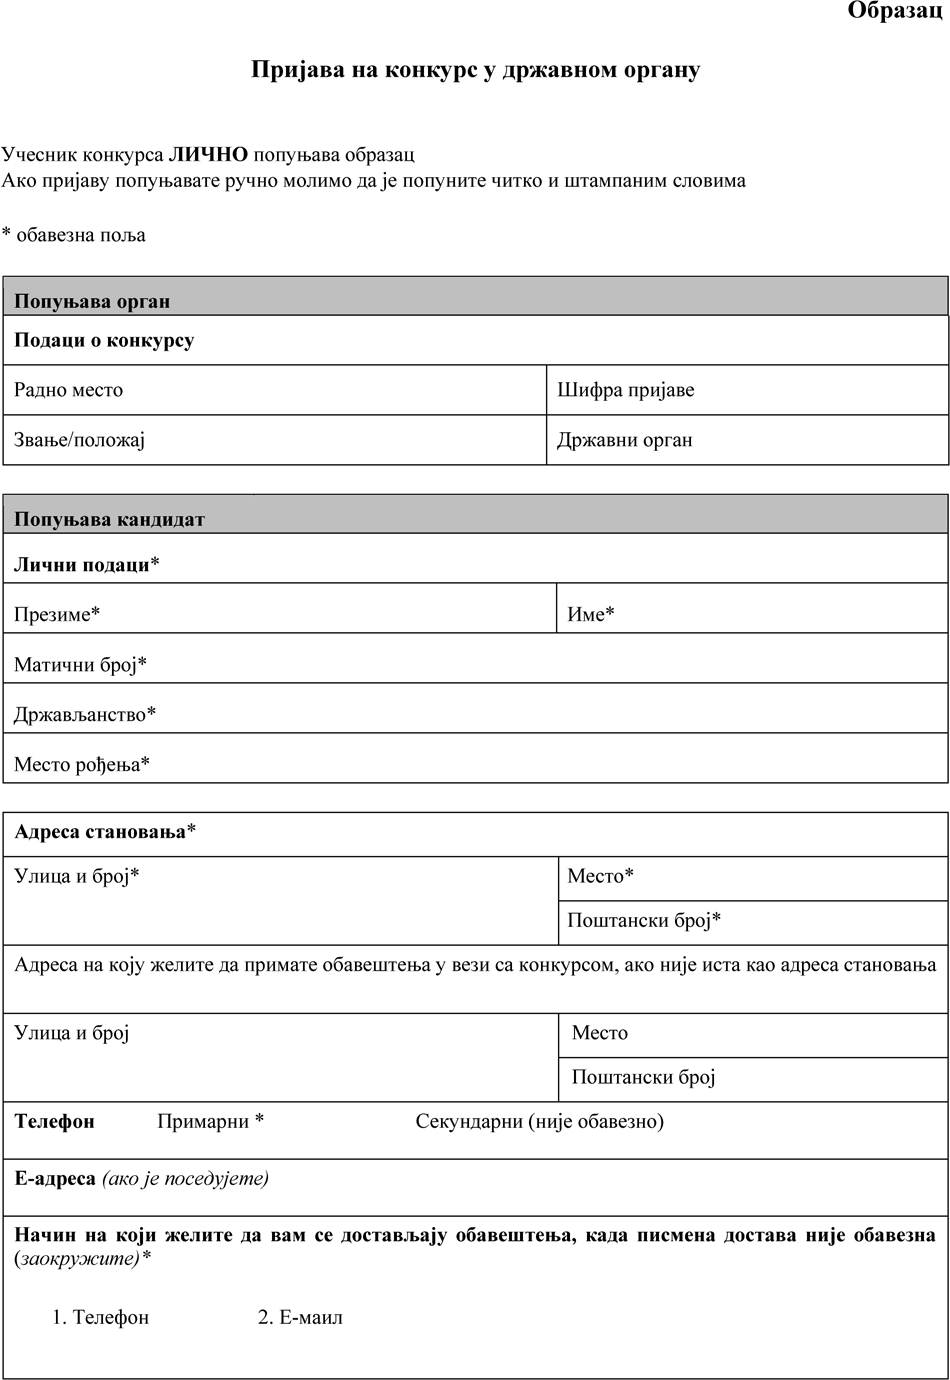 Образац
Пријава на конкурс у државном органу
Учесник конкурса ЛИЧНО попуњава образац
Ако пријаву попуњавате ручно молимо да је попуните читко и штампаним словима
* обавезна поља
Попуњава орган
Подаци о конкурсу
Радно место
Шифра пријаве
Звање/положај
Државни орган
Попуњава кандидат
Лични подаци*
Презиме*
Име*
Матични број*
Држављанство*
Место рођења*
Адреса становања*
Улица и број*
Место*
Поштански број*
Адреса на коју желите да примате обавештења у вези са конкурсом, ако није иста као адреса становања
Улица и број
Место
Поштански број
Телефон Примарни * Секундарни (није обавезно)
Е-адреса (ако је поседујете)
Начин на који желите да вам се достављају обавештења, када писмена достава није обавезна
(заокружите)*
1. Телефон 2. Е-маил